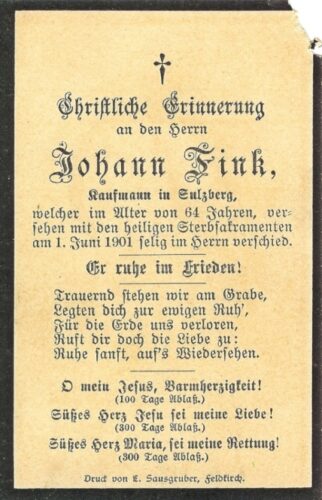 †
Christliche Erinnerung
an den Herrn
Johann Fink,
Kaufmann in Sulzberg,
welcher im Alter von 64 Jahren, ver-
sehen mit den heiligen Sterbsakramenten
am 1. Juni 1901 selig im Herrn verschied.
Er ruhe im Frieden!
Trauernd stehen wir am Grabe,
Legten dich zur ewigen Ruh',
Für die Erde uns verloren,
Ruft dir doch die Liebe zu:
Ruhe sanft, auf's Wiedersehen.
O mein Jesus, Barmherzigkeit!
(100 Tage Ablaß.)
Süßes Herz Jesu sei meine Liebe!
(300 Tage Ablaß.)
Süßes Herz Maria, sei meine Rettung!
(300 Tage Ablaß.)
Druck von L. Sausgruber, Feldkirch.